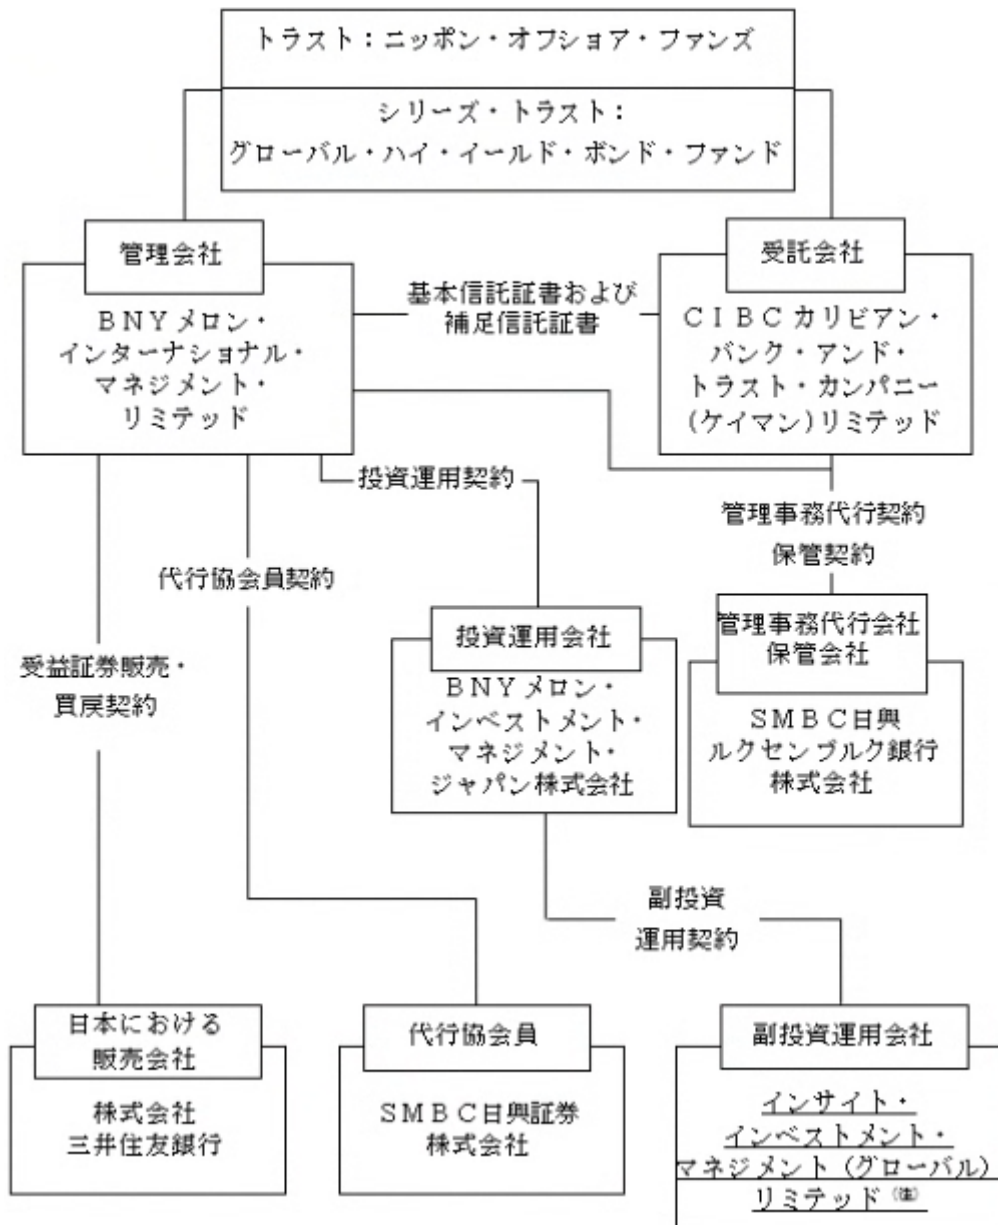 トラスト：ニッポン・オフショア・ファンズ
シリーズ・トラスト：
グローバル・ハイ・イールド・ボンド・ファンド
管理会社
ＢＮＹメロン・
インターナショナル・
マネジメント・
リミテッド
基本信託証書および
補足信託証書
受託会社
ＣＩＢＣカリビアン・
バンク・アンド・
トラスト・カンパニー
(ケイマン)リミテッド
投資運用契約
管理事務代行契約
保管契約
代行協会員契約
受益証券販売・
買戻契約
投資運用会社
ＢＮＹメロン・
インベストメント・
マネジメント・
ジャパン株式会社
管理事務代行会社
保管会社
ＳＭＢＣ日興
ルクセンブルク銀行
株式会社
副投資
運用契約
日本における
販売会社
株式会社
三井住友銀行
代行協会員
ＳＭＢＣ日興証券
株式会社
副投資運用会社
インサイト・
インベストメント・
マネジメント（グローバル）
リミテッド（注）